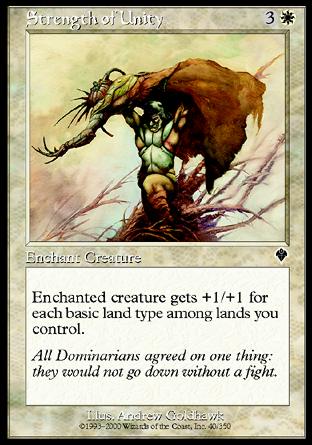 Strength of Unity 3
Enchant Creature
Enchanted creature gets +1/+1 for
each basic land type among lands you
control.
All Dominarians agreed on one thing:
they would not go down without a fight.
Illus. Andrew Goldhawk
©1993–2000 Wizards of the Coast, Inc. 40/350